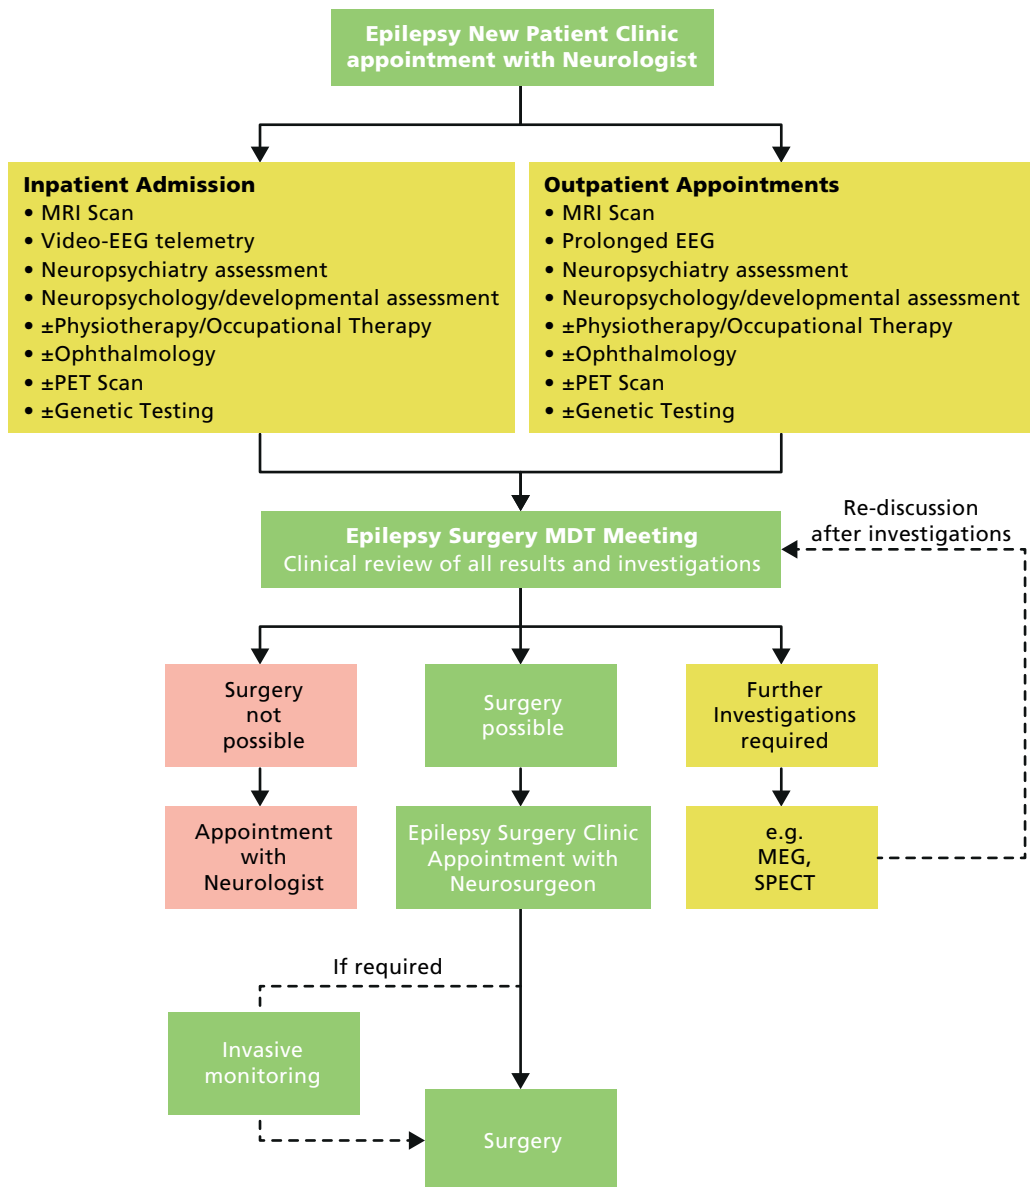 Epilepsy New Patient Clinic
appointment with Neurologist
Inpatient Admission
• MRI Scan
• Video-EEG telemetry
• Neuropsychiatry assessment
• Neuropsychology/developmental assessment
• ±Physiotherapy/Occupational Therapy
• ±Ophthalmology
• ±PET Scan
• ±Genetic Testing
Outpatient Appointments
• MRI Scan
• Prolonged EEG
• Neuropsychiatry assessment
• Neuropsychology/developmental assessment
• ±Physiotherapy/Occupational Therapy
• ±Ophthalmology
• ±PET Scan
• ±Genetic Testing
Epilepsy Surgery MDT Meeting
Clinical review of all results and investigations
Re-discussion
after investigations
Surgery
not
possible
Surgery
possible
Further
Investigations
required
Appointment
with
Neurologist
Epilepsy Surgery Clinic
Appointment with
Neurosurgeon
e.g.
MEG,
SPECT
If required
Invasive
monitoring
Surgery